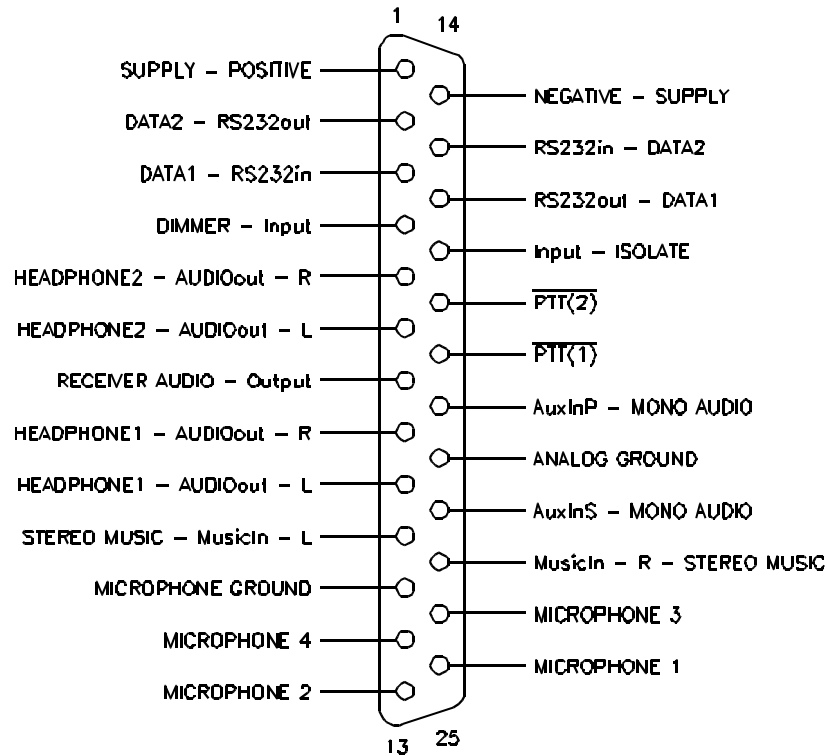 1
14
SUPPLY – POSITIVE
NEGATIVE – SUPPLY
DATA2 – RS232out
RS232in – DATA2
DATA1 – RS232in
RS232out – DATA1
DIMMER – Input
Input – ISOLATE
HEADPHONE2 – AUDIOout – R
PTT(2)
HEADPHONE2 – AUDIOout – L
PTT(1)
RECEIVER AUDIO – Output
AuxInP – MONO AUDIO
HEADPHONE1 – AUDIOout – R
ANALOG GROUND
HEADPHONE1 – AUDIOout – L
AuxInS – MONO AUDIO
STEREO MUSIC – MusicIn – L
MusicIn – R – STEREO MUSIC
MICROPHONE GROUND
MICROPHONE 3
MICROPHONE 4
MICROPHONE 1
MICROPHONE 2
13
25